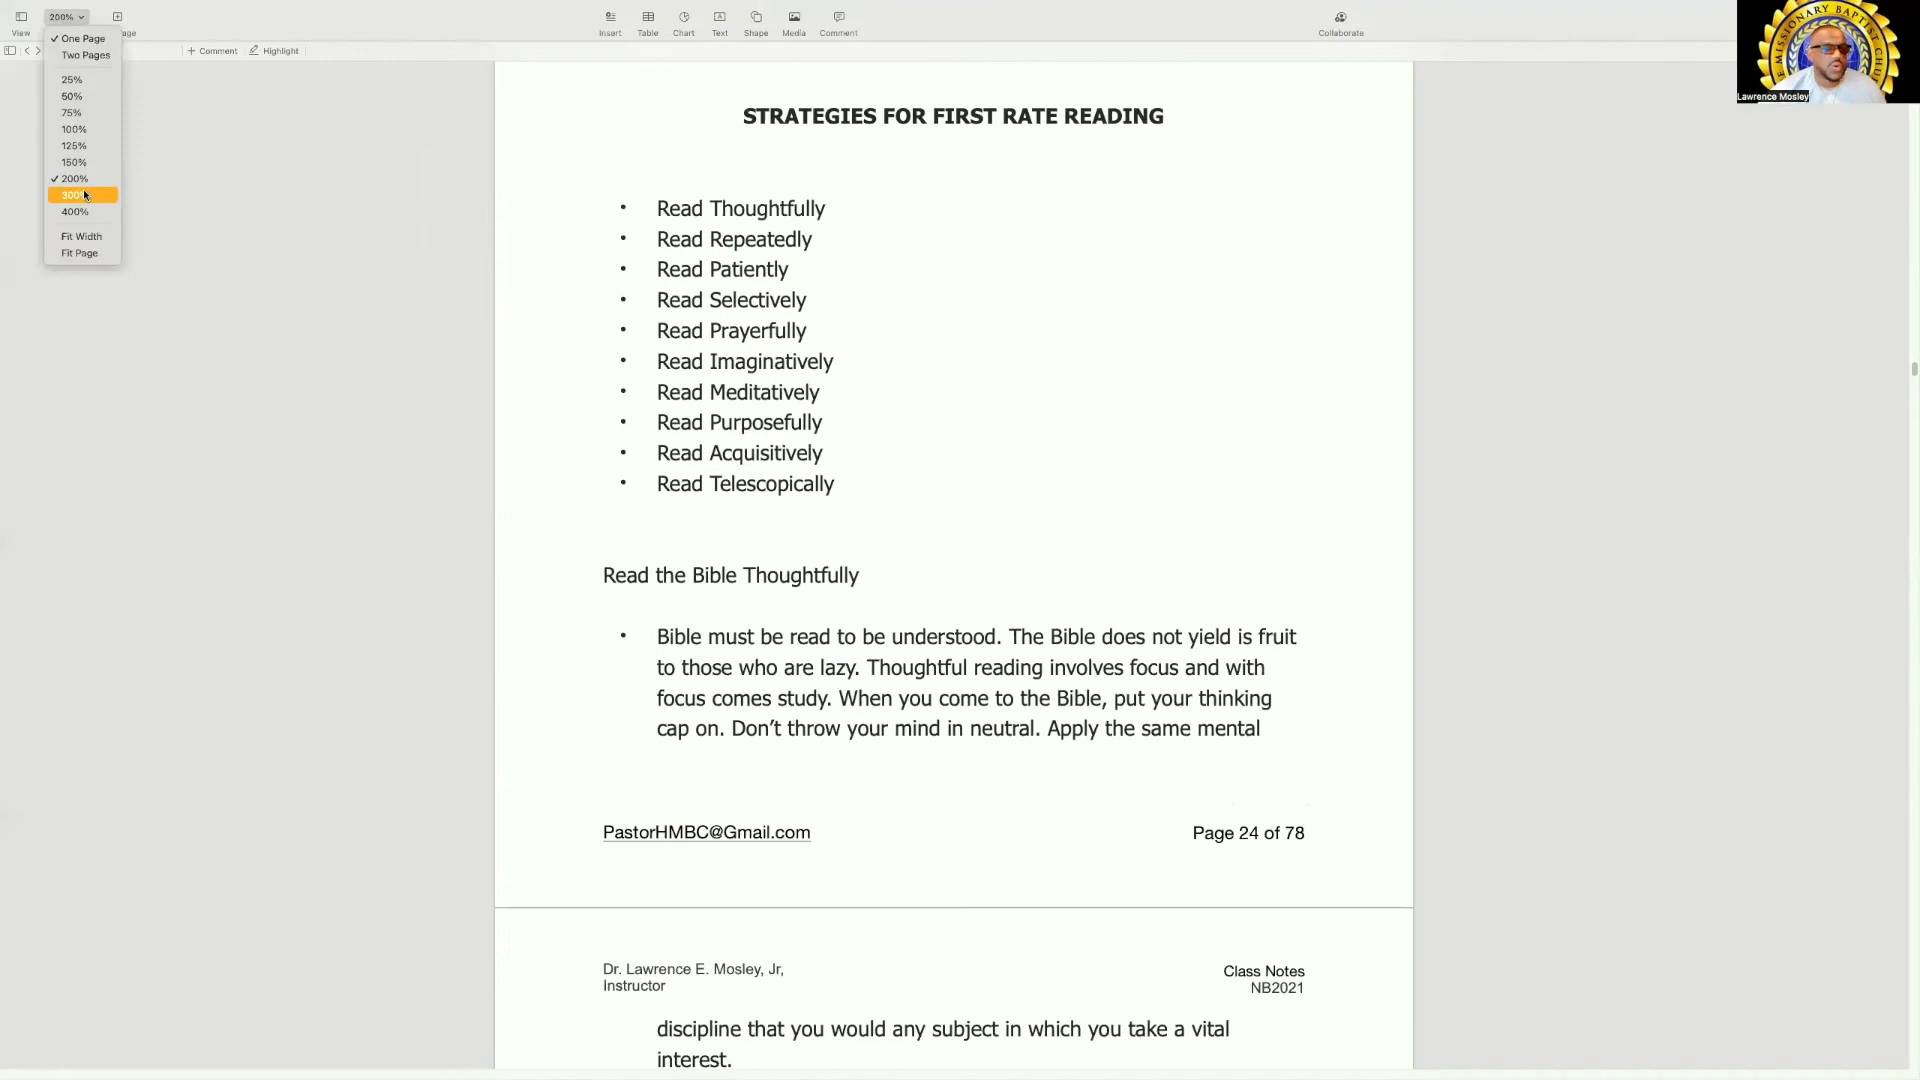 200%
View
Insert
Table
Chart
Text
Shape
Media
Comment
Collaborate
✓ One Page
Two Pages
25%
50%
75%
100%
125%
150%
✓ 200%
300%
400%
Fit Width
Fit Page
+ Comment
Highlight
MISSIONARY BAPTIST
Lawrence Mosley
STRATEGIES FOR FIRST RATE READING
• Read Thoughtfully
• Read Repeatedly
• Read Patiently
• Read Selectively
• Read Prayerfully
• Read Imaginatively
• Read Meditatively
• Read Purposefully
• Read Acquisitively
• Read Telescopically
Read the Bible Thoughtfully
• Bible must be read to be understood. The Bible does not yield is fruit
to those who are lazy. Thoughtful reading involves focus and with
focus comes study. When you come to the Bible, put your thinking
cap on. Don’t throw your mind in neutral. Apply the same mental
PastorHMBC@Gmail.com
Page 24 of 78
Dr. Lawrence E. Mosley, Jr,
Instructor
Class Notes
NB2021
discipline that you would any subject in which you take a vital
interest.